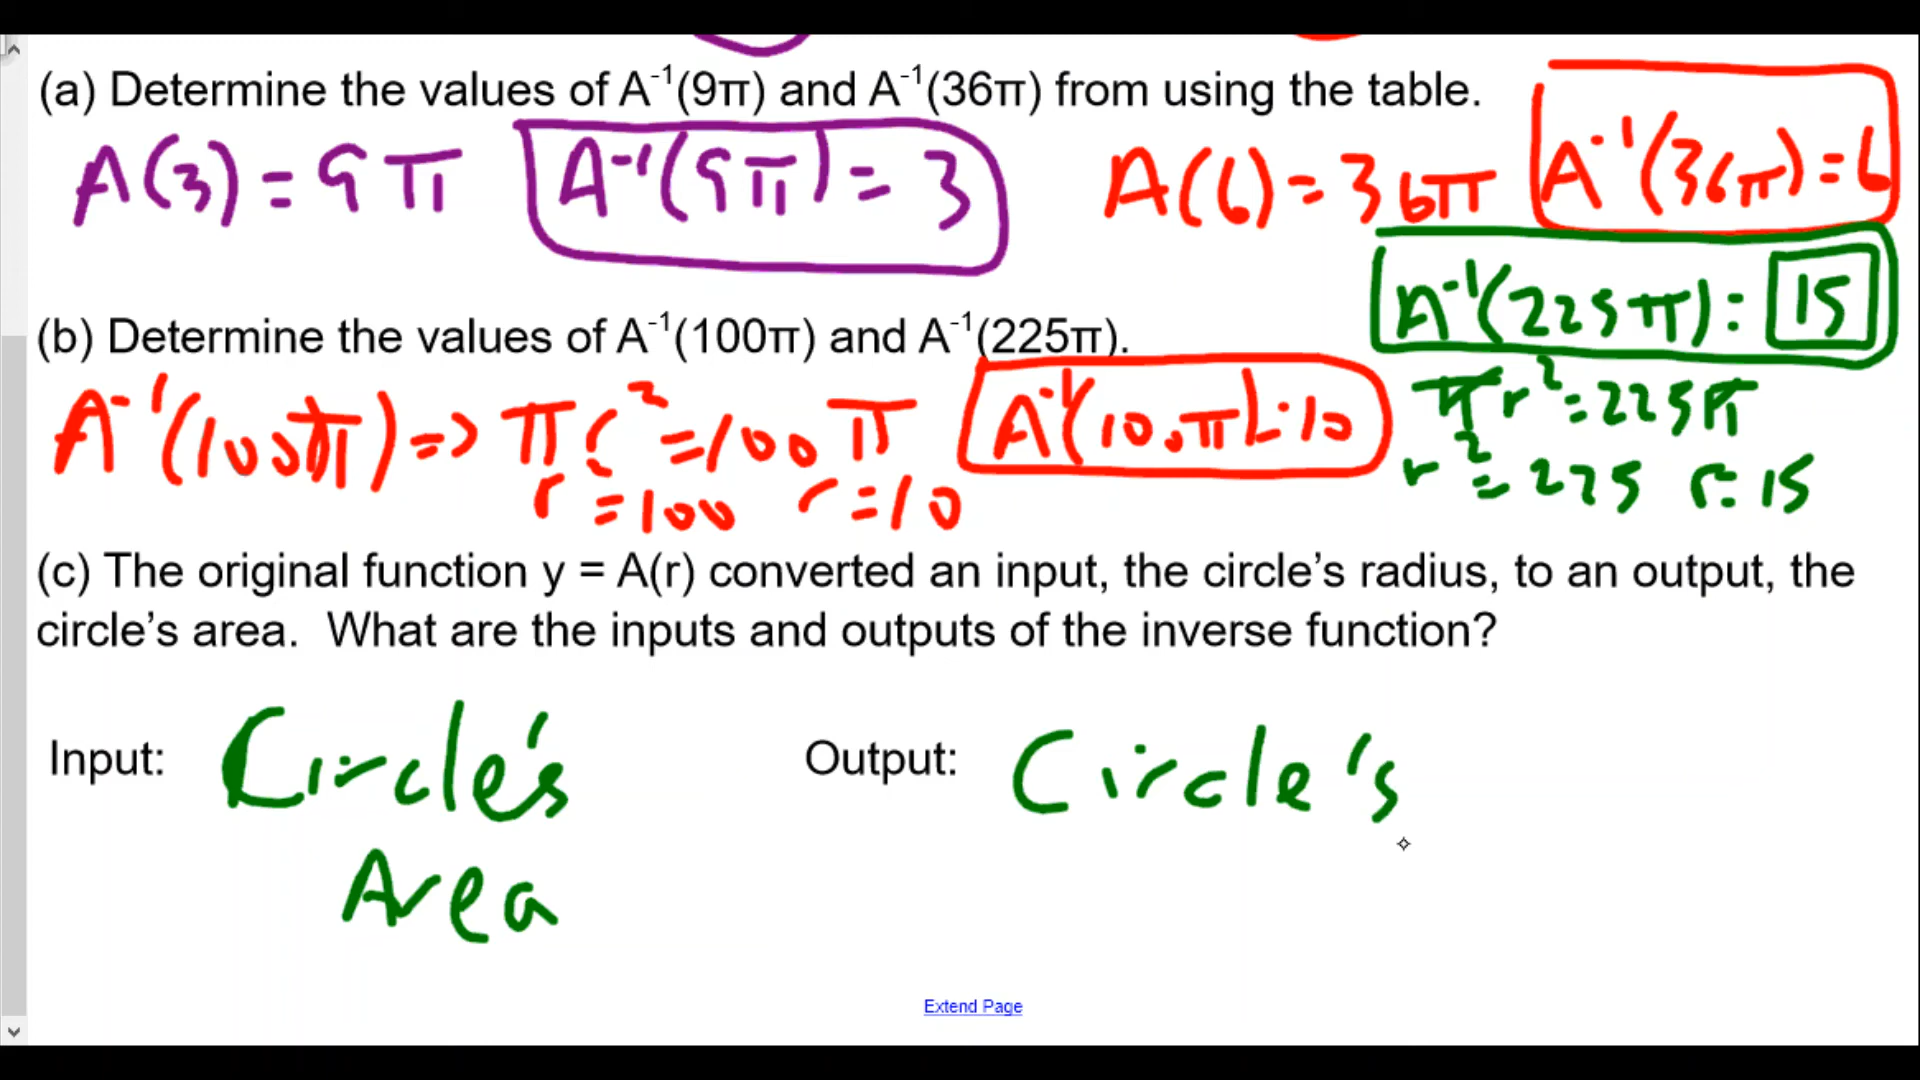 (a) Determine the values of A⁻¹(9π) and A⁻¹(36π) from using the table.
A(3) = 9π A⁻¹(9π) = 3 A(6) = 36π A⁻¹(36π) = 6
A⁻¹(225π) = 15
(b) Determine the values of A⁻¹(100π) and A⁻¹(225π).
A⁻¹(100π) => πr² = 100π A⁻¹(100π) = 10 πr² = 225π
r² = 100 r = 10 r² = 225 r = 15
(c) The original function y = A(r) converted an input, the circle’s radius, to an output, the
circle’s area. What are the inputs and outputs of the inverse function?
Input: Circle's Output: Circle's
Area
Extend Page